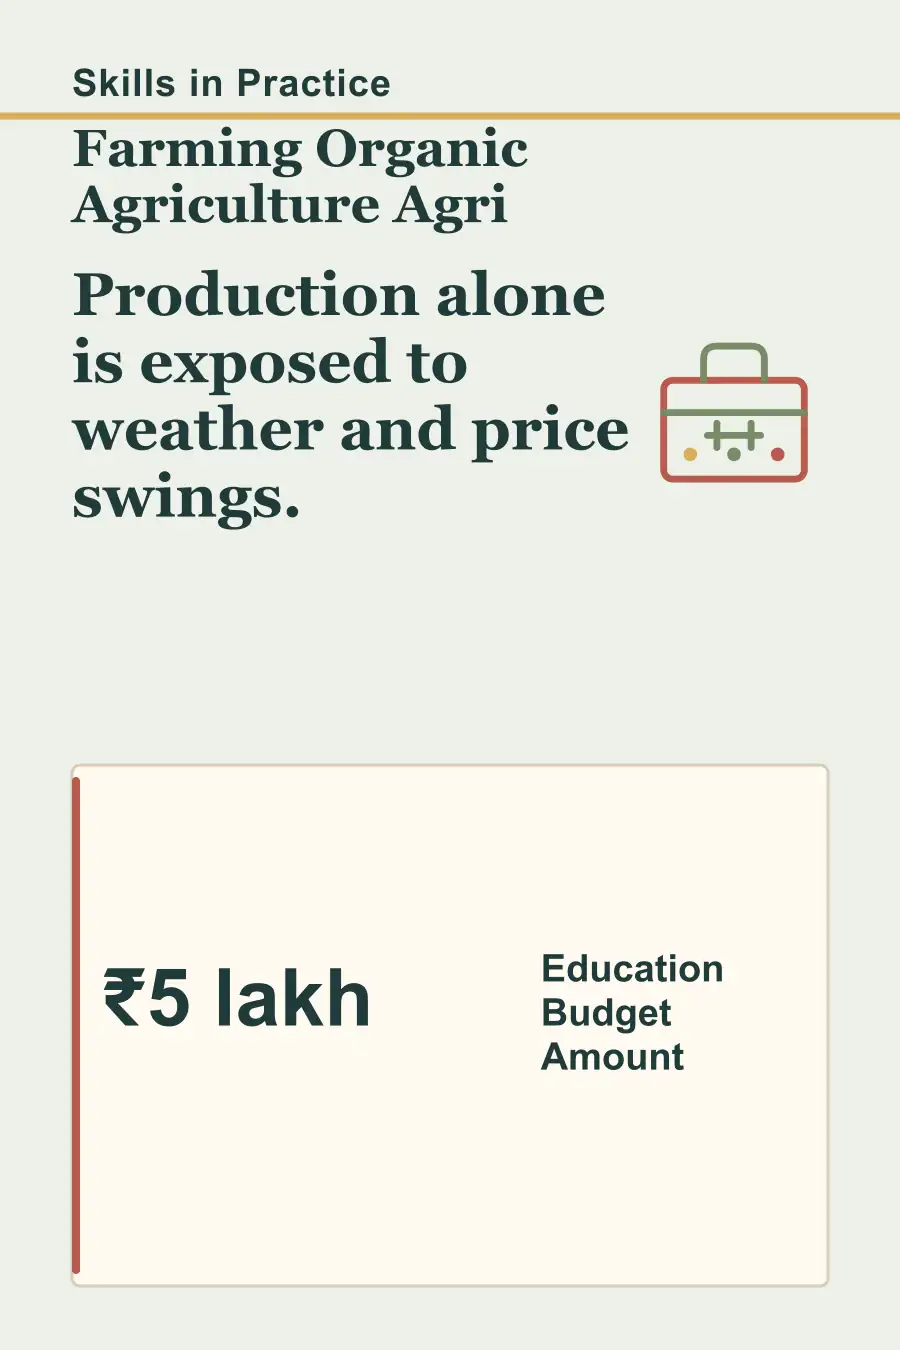 Skills in Practice
Farming Organic
Agriculture Agri
Production alone
is exposed to
weather and price
swings.
₹5 lakh
Education
Budget
Amount